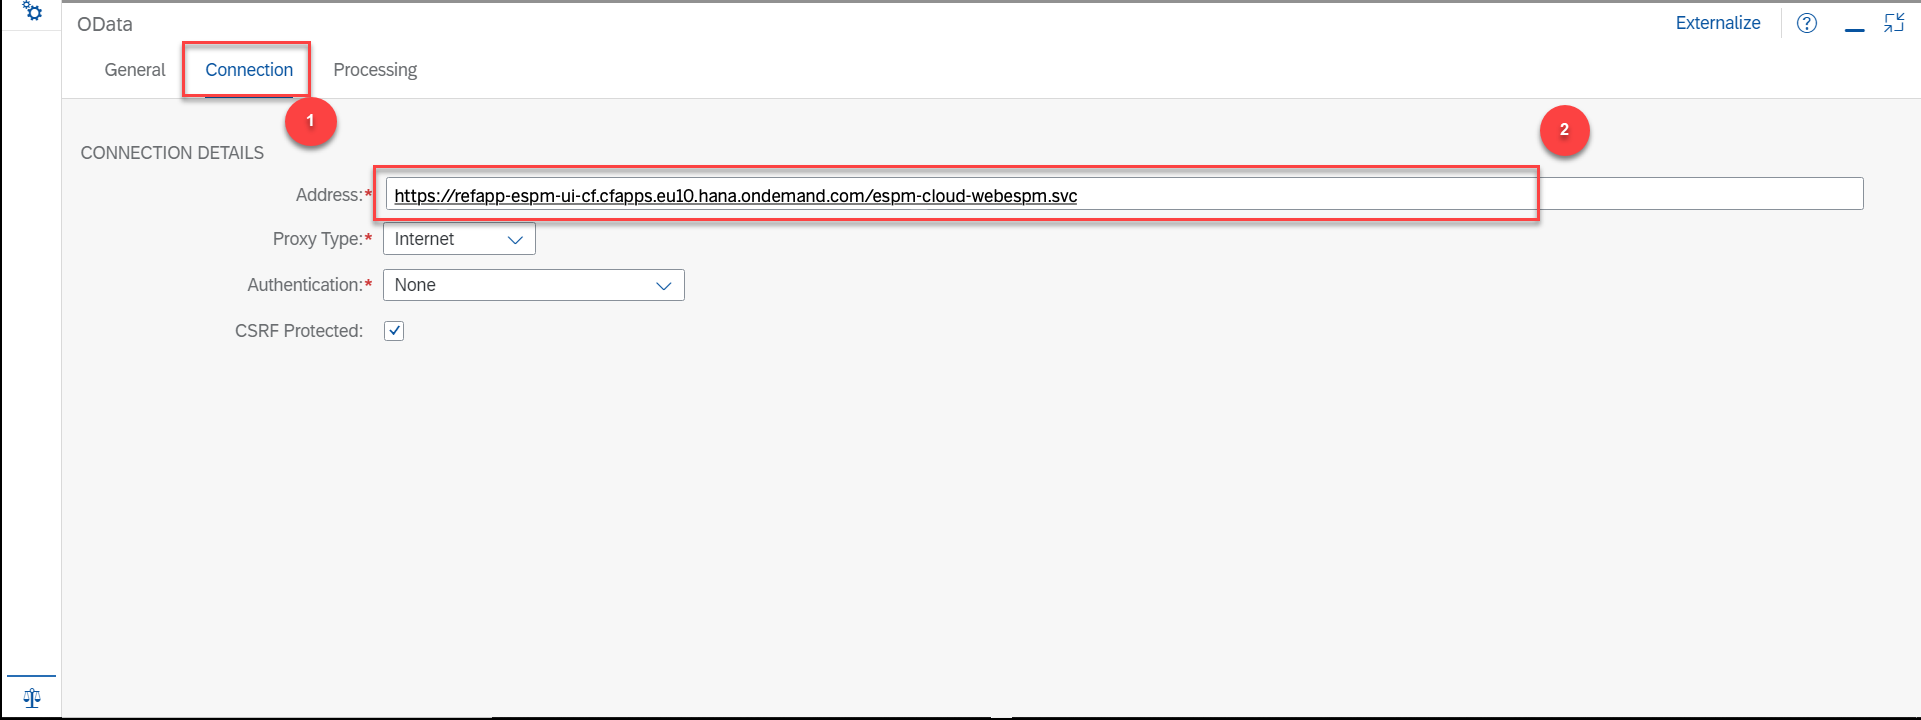 OData
Externalize
General Connection Processing
1
2
CONNECTION DETAILS
Address:* https://refapp-espm-ui-cf.cfapps.eu10.hana.ondemand.com/espm-cloud-webespm.svc
Proxy Type:* Internet
Authentication:* None
CSRF Protected: